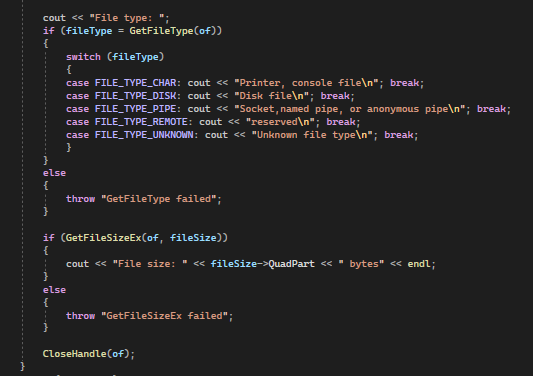 cout << "File type: ";
if (fileType = GetFileType(of))
{
switch (fileType)
{
case FILE_TYPE_CHAR: cout << "Printer, console file\n"; break;
case FILE_TYPE_DISK: cout << "Disk file\n"; break;
case FILE_TYPE_PIPE: cout << "Socket,named pipe, or anonymous pipe\n"; break;
case FILE_TYPE_REMOTE: cout << "reserved\n"; break;
case FILE_TYPE_UNKNOWN: cout << "Unknown file type\n"; break;
}
}
else
{
throw "GetFileType failed";
}
if (GetFileSizeEx(of, fileSize))
{
cout << "File size: " << fileSize->QuadPart << " bytes" << endl;
}
else
{
throw "GetFileSizeEx failed";
}
CloseHandle(of);
}